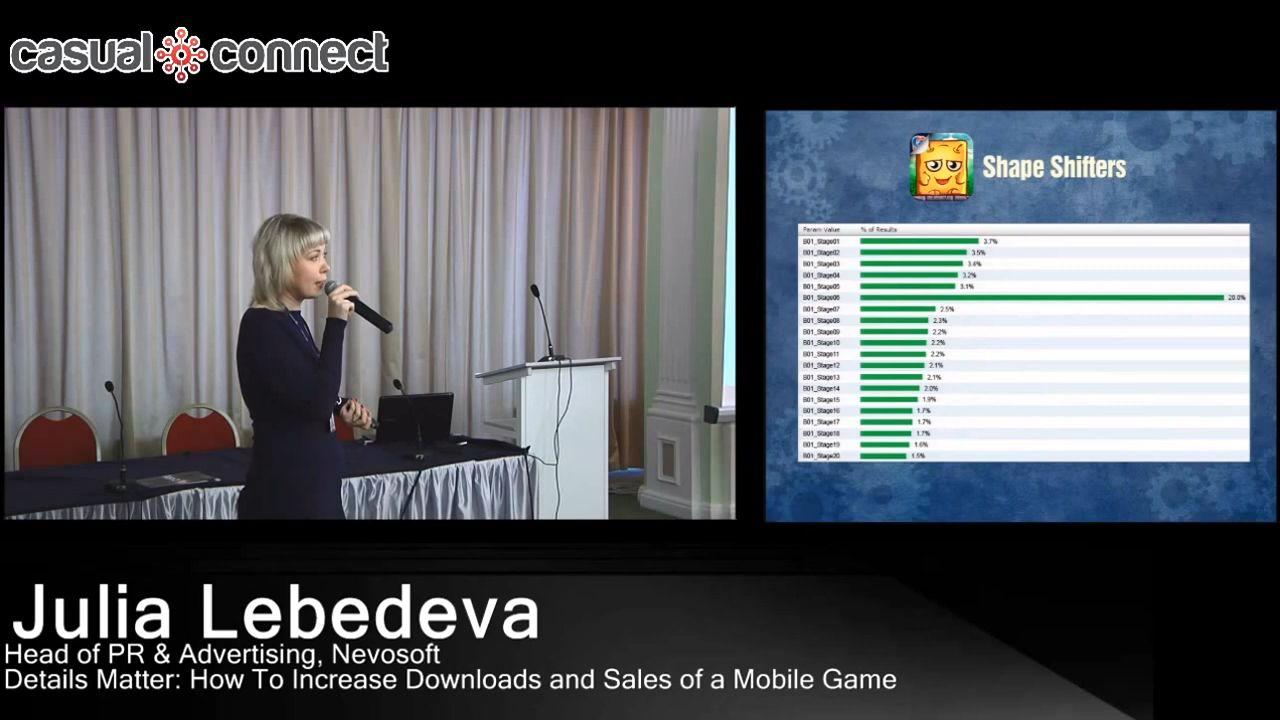 casual connect
Shape Shifters
Param Value % of Results
B01_Stage01 3.7%
B01_Stage02 3.5%
B01_Stage03 3.4%
B01_Stage04 3.2%
B01_Stage05 3.1%
B01_Stage06 20.0%
B01_Stage07 2.5%
B01_Stage08 2.3%
B01_Stage09 2.2%
B01_Stage10 2.2%
B01_Stage11 2.2%
B01_Stage12 2.1%
B01_Stage13 2.1%
B01_Stage14 2.0%
B01_Stage15 1.9%
B01_Stage16 1.7%
B01_Stage17 1.7%
B01_Stage18 1.7%
B01_Stage19 1.6%
B01_Stage20 1.5%
Julia Lebedeva
Head of PR & Advertising, Nevosoft
Details Matter: How To Increase Downloads and Sales of a Mobile Game